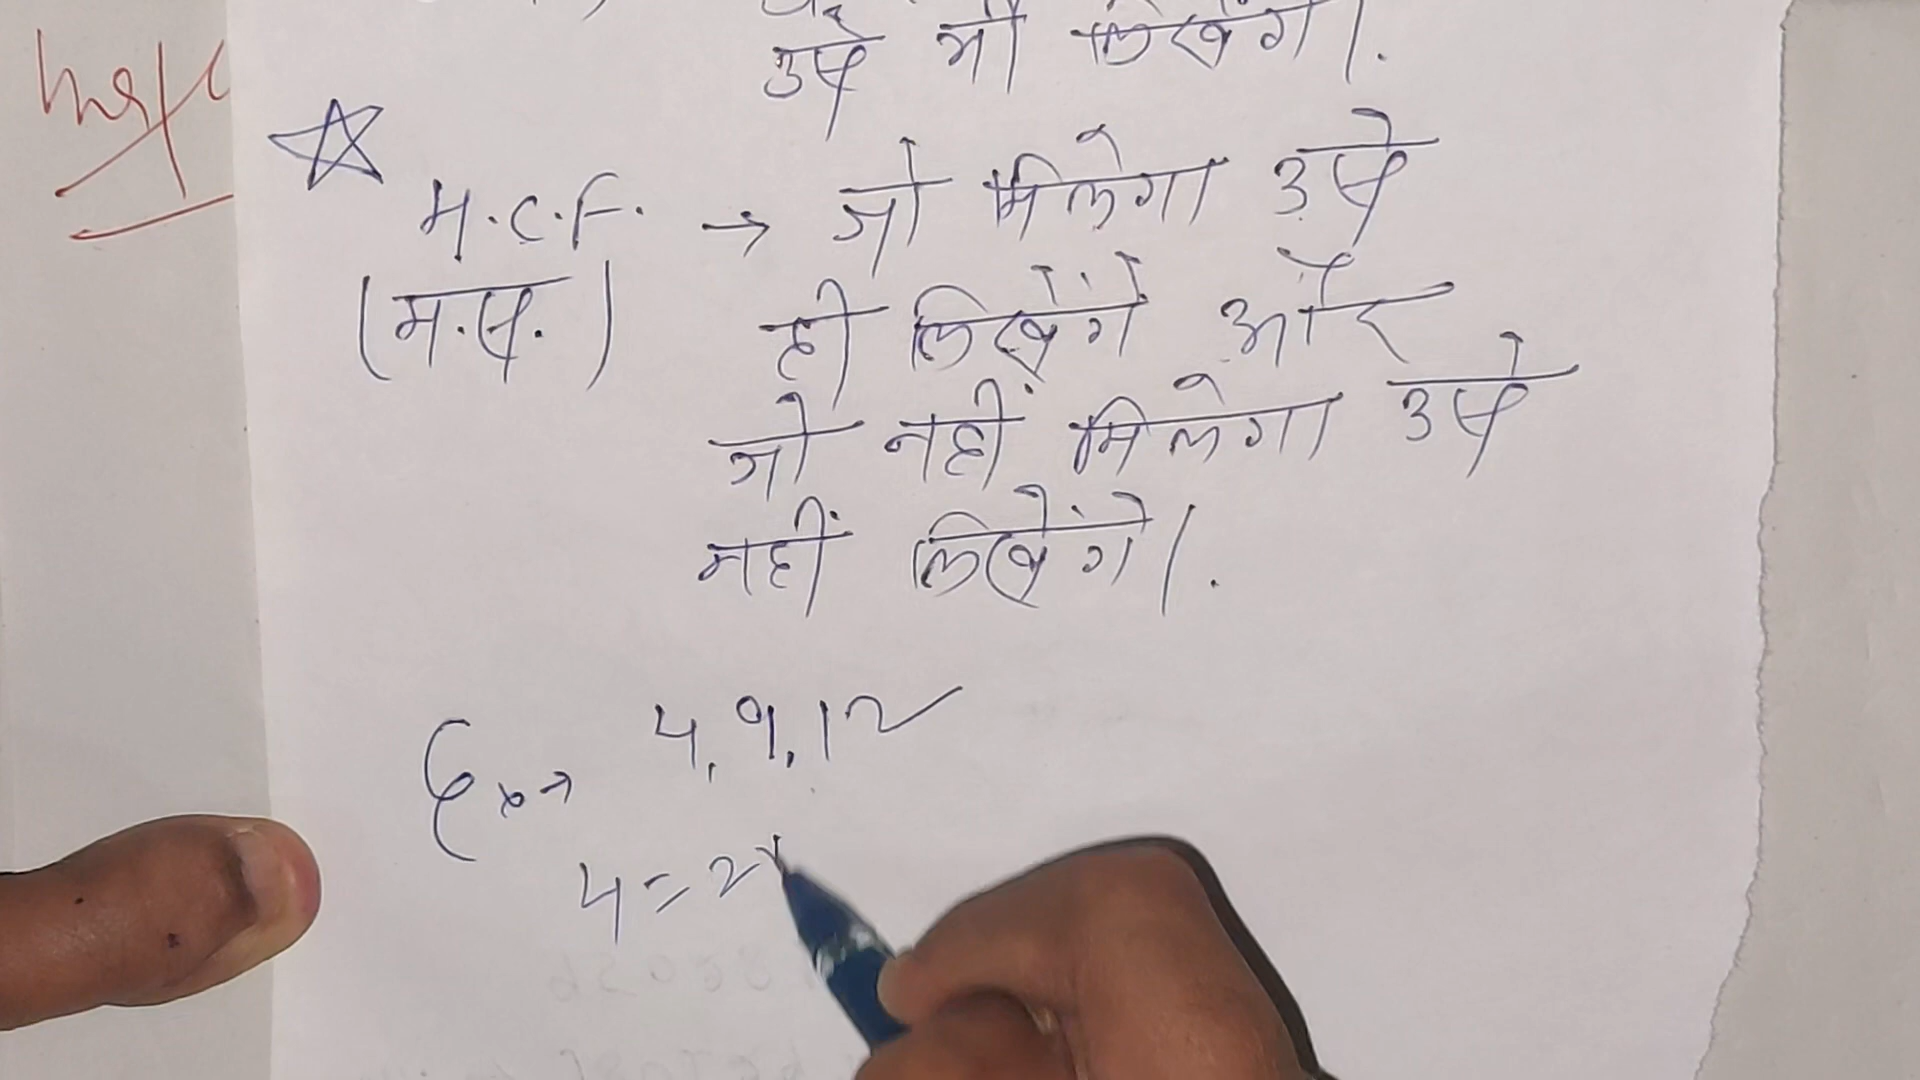 उसे भी लिखेंगे।.
H.C.F. → जो मिलेगा उसे
(म.स.) ही लिखेंगे और
जो नहीं मिलेगा उसे
नहीं लिखेंगे।.
Ex→ 4, 9, 12
4 = 2×